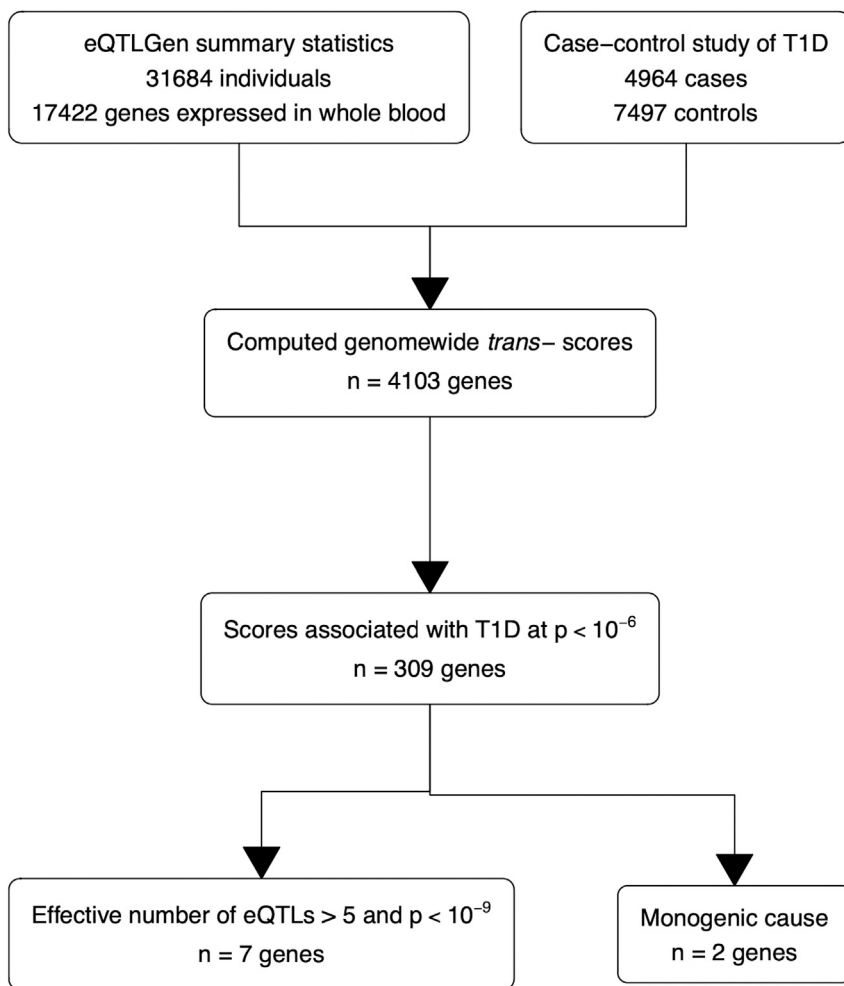 eQTLGen summary statistics
31684 individuals
17422 genes expressed in whole blood
Case−control study of T1D
4964 cases
7497 controls
Computed genomewide trans− scores
n = 4103 genes
Scores associated with T1D at p < 10⁻⁶
n = 309 genes
Effective number of eQTLs > 5 and p < 10⁻⁹
n = 7 genes
Monogenic cause
n = 2 genes